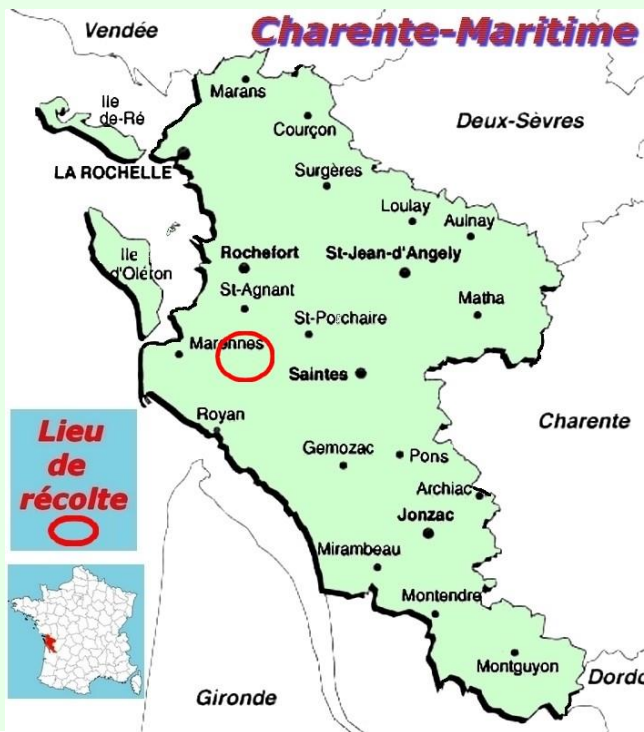 Charente-Maritime
Vendée
Marans
Ile
de-Ré
Courçon
Deux-Sèvres
LA ROCHELLE
Surgères
Loulay
Aulnay
Ile
d'Oléron
Rochefort
St-Jean-d'Angely
St-Agnant
Matha
St-Pochaire
Marennes
Saintes
Royan
Charente
Lieu
de
récolte
Gemozac
Pons
Archiac
Jonzac
Mirambeau
Montendre
Montguyon
Dordo
Gironde